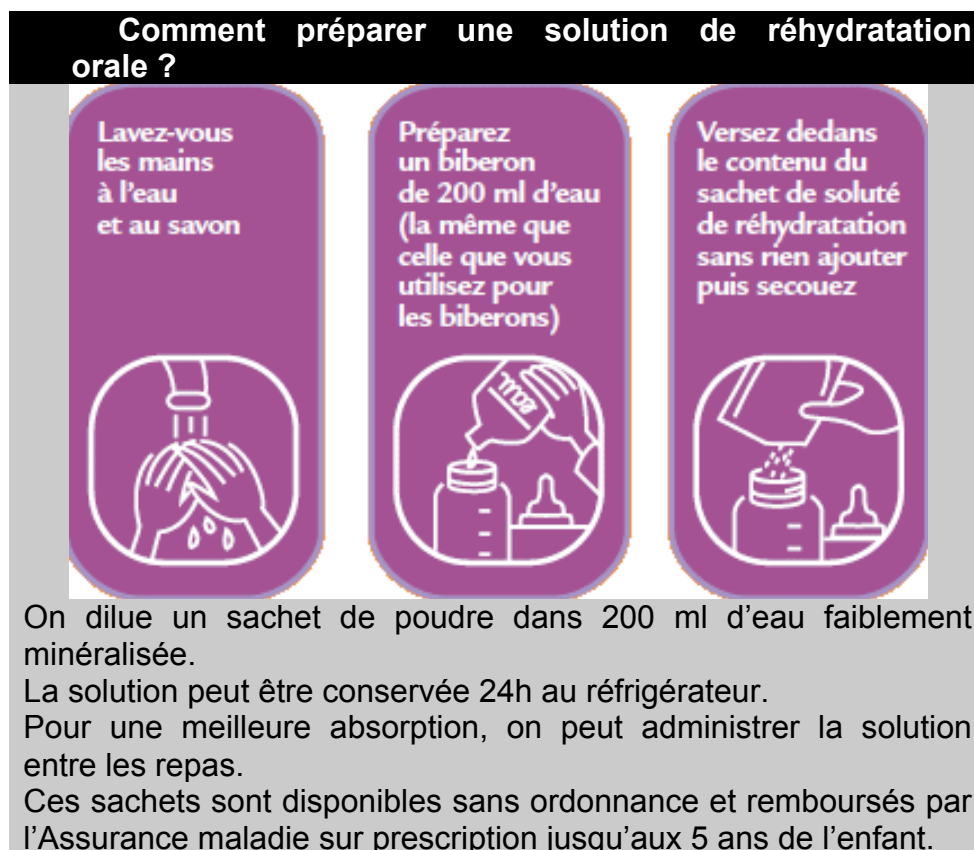 Comment préparer une solution de réhydratation
orale ?
Lavez-vous
les mains
à l'eau
et au savon
Préparez
un biberon
de 200 ml d'eau
(la même que
celle que vous
utilisez pour
les biberons)
Versez dedans
le contenu du
sachet de soluté
de réhydratation
sans rien ajouter
puis secouez
On dilue un sachet de poudre dans 200 ml d'eau faiblement
minéralisée.
La solution peut être conservée 24h au réfrigérateur.
Pour une meilleure absorption, on peut administrer la solution
entre les repas.
Ces sachets sont disponibles sans ordonnance et remboursés par
l'Assurance maladie sur prescription jusqu'aux 5 ans de l'enfant.